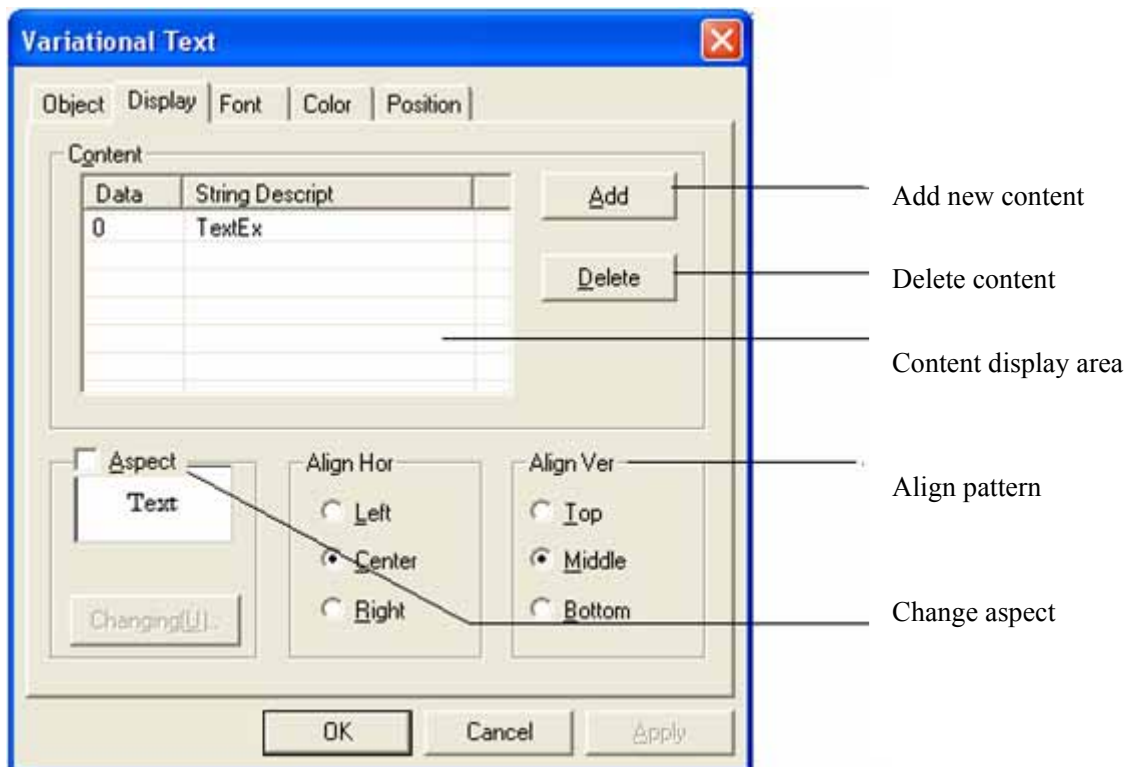 Variational Text
Object Display Font Color Position
Content
Data String Descript
0 TextEx
Add
Delete
Add new content
Delete content
Content display area
Aspect
Text
Changing(U)..
Align Hor
Left
Center
Right
Align Ver
Top
Middle
Bottom
Align pattern
Change aspect
OK Cancel Apply